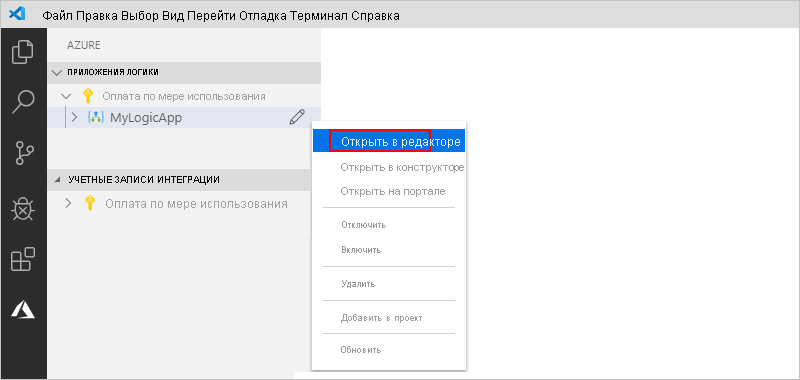 Файл Правка Выбор Вид Перейти Отладка Терминал Справка
AZURE
ПРИЛОЖЕНИЯ ЛОГИКИ
Оплата по мере использования
MyLogicApp
УЧЕТНЫЕ ЗАПИСИ ИНТЕГРАЦИИ
Оплата по мере использования
Открыть в редакторе
Открыть в конструкторе
Открыть на портале
Отключить
Включить
Удалить
Добавить в проект
Обновить